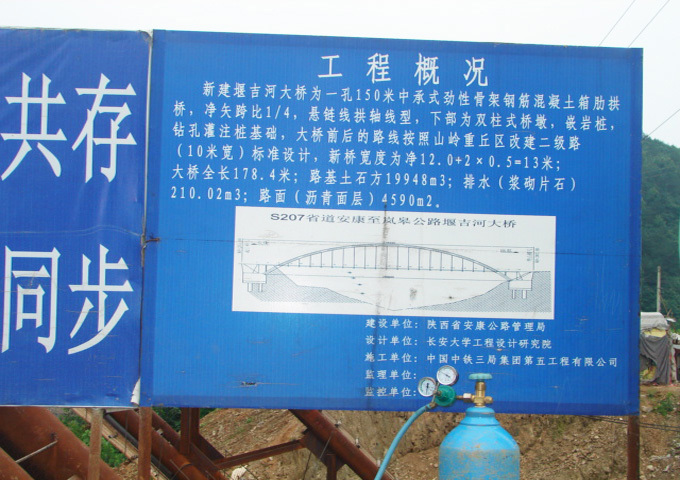 共存
同步
工程概况
新建堰吉河大桥为一孔150米中承式劲性骨架钢筋混凝土箱肋拱
桥，净矢跨比1/4，悬链线拱轴线型，下部为双柱式桥墩，嵌岩桩，
钻孔灌注桩基础，大桥前后的路线按照山岭重丘区改建二级路
（10米宽）标准设计，新桥宽度为净12.0+2×0.5=13米；
大桥全长178.4米；路基土石方19948m3；排水（浆砌片石）
210.02m3；路面（沥青面层）4590m2。
S207省道安康至岚皋公路堰吉河大桥
建设单位：陕西省安康公路管理局
设计单位：长安大学工程设计研究院
施工单位：中国中铁三局集团第五工程有限公司
监理单位：
监控单位：